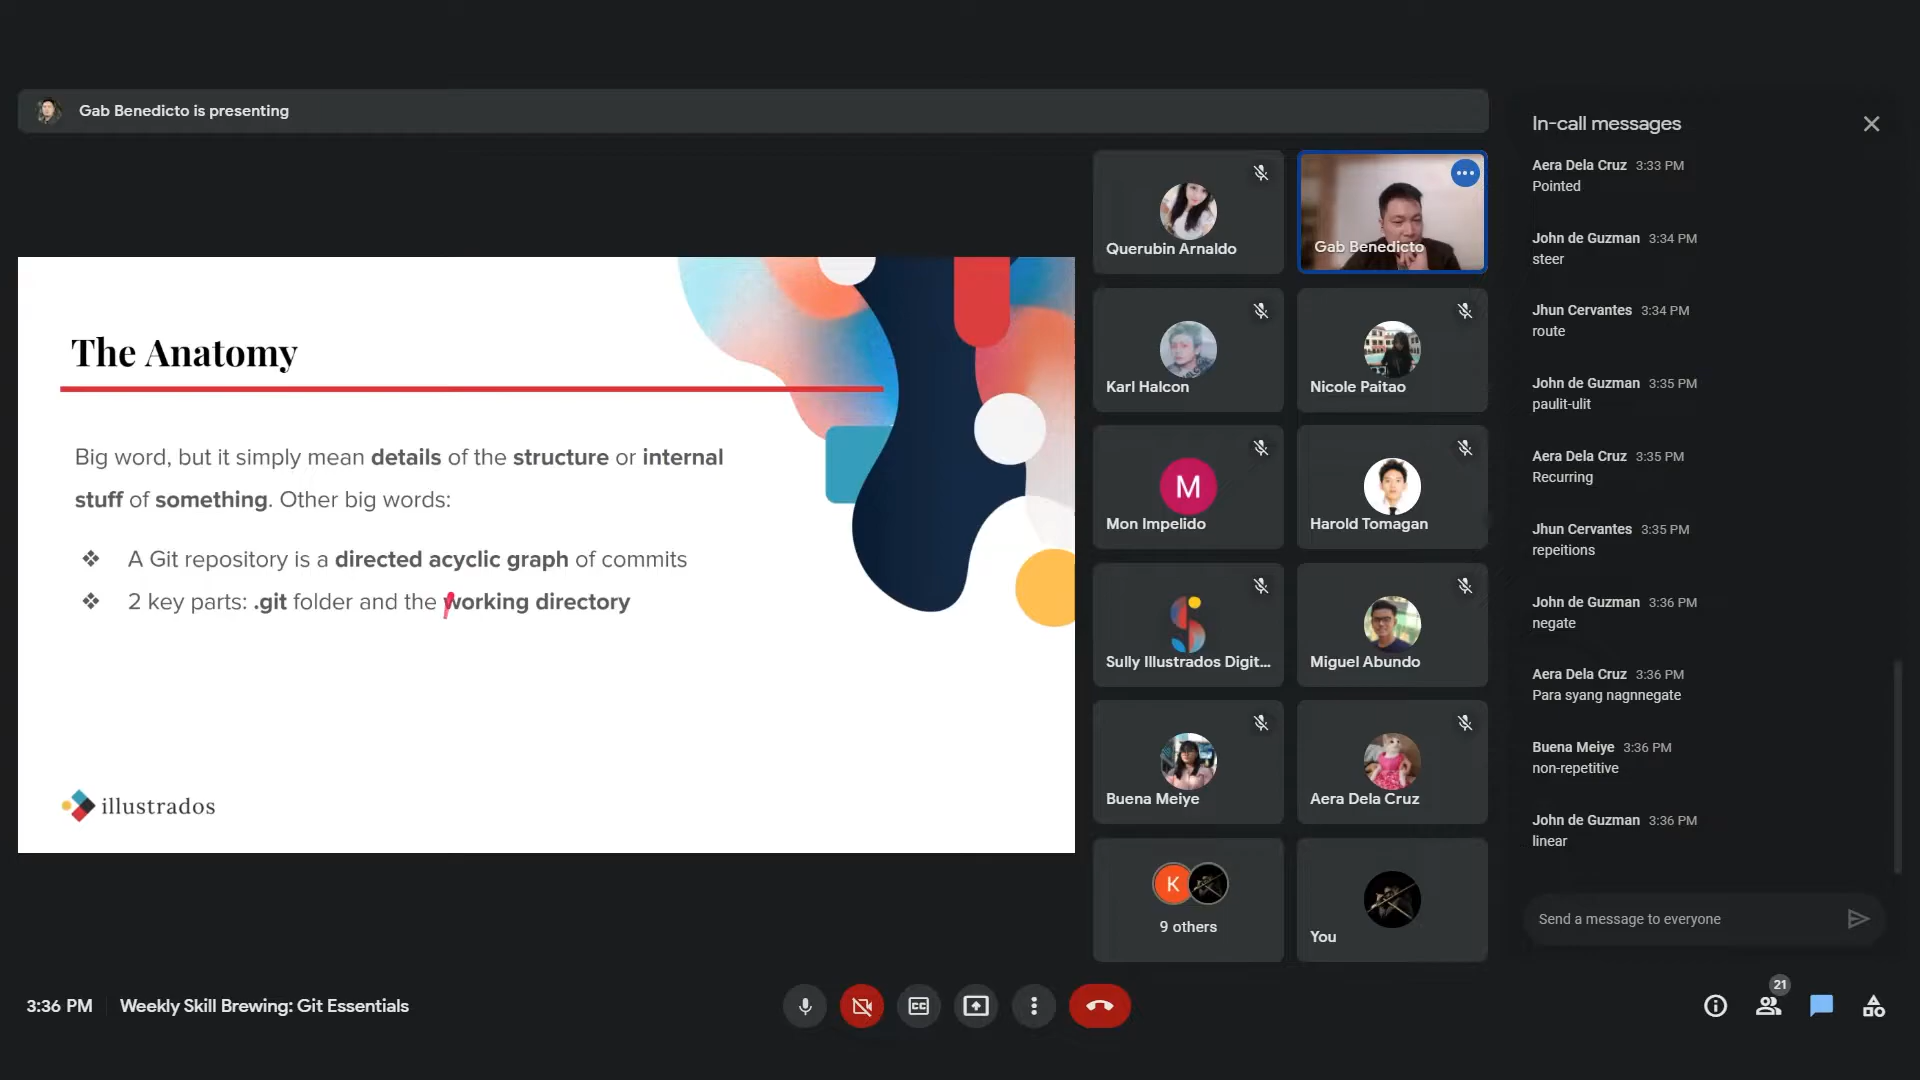 Gab Benedicto is presenting
The Anatomy
Big word, but it simply mean details of the structure or internal
stuff of something. Other big words:
❖ A Git repository is a directed acyclic graph of commits
❖ 2 key parts: .git folder and the working directory
illustrados
Querubin Arnaldo
Gab Benedicto
Karl Halcon
Nicole Paitao
M
Mon Impelido
Harold Tomagan
Sully Illustrados Digit...
Miguel Abundo
Buena Meiye
Aera Dela Cruz
K
9 others
You
In-call messages
Aera Dela Cruz 3:33 PM
Pointed
John de Guzman 3:34 PM
steer
Jhun Cervantes 3:34 PM
route
John de Guzman 3:35 PM
paulit-ulit
Aera Dela Cruz 3:35 PM
Recurring
Jhun Cervantes 3:35 PM
repeitions
John de Guzman 3:36 PM
negate
Aera Dela Cruz 3:36 PM
Para syang nagnnegate
Buena Meiye 3:36 PM
non-repetitive
John de Guzman 3:36 PM
linear
Send a message to everyone
3:36 PM
Weekly Skill Brewing: Git Essentials
CC
21